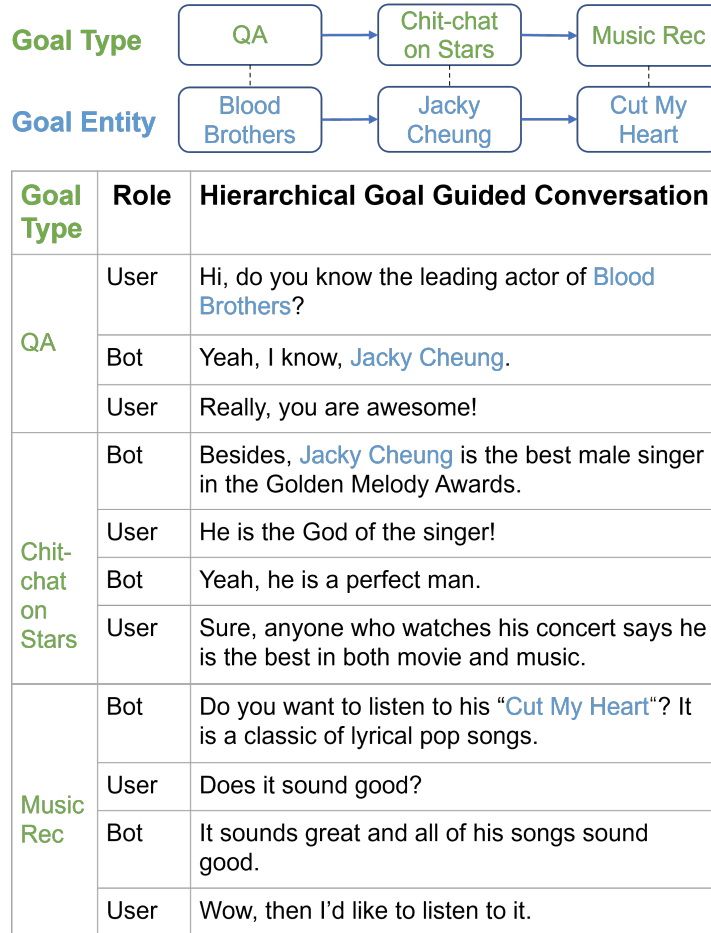 Goal Type
QA
Chit-chat
on Stars
Music Rec
Goal Entity
Blood
Brothers
Jacky
Cheung
Cut My
Heart
Goal
Type
Role
Hierarchical Goal Guided Conversation
QA
User
Hi, do you know the leading actor of Blood
Brothers?
Bot
Yeah, I know, Jacky Cheung.
User
Really, you are awesome!
Chit-
chat
on
Stars
Bot
Besides, Jacky Cheung is the best male singer
in the Golden Melody Awards.
User
He is the God of the singer!
Bot
Yeah, he is a perfect man.
User
Sure, anyone who watches his concert says he
is the best in both movie and music.
Music
Rec
Bot
Do you want to listen to his “Cut My Heart“? It
is a classic of lyrical pop songs.
User
Does it sound good?
Bot
It sounds great and all of his songs sound
good.
User
Wow, then I’d like to listen to it.